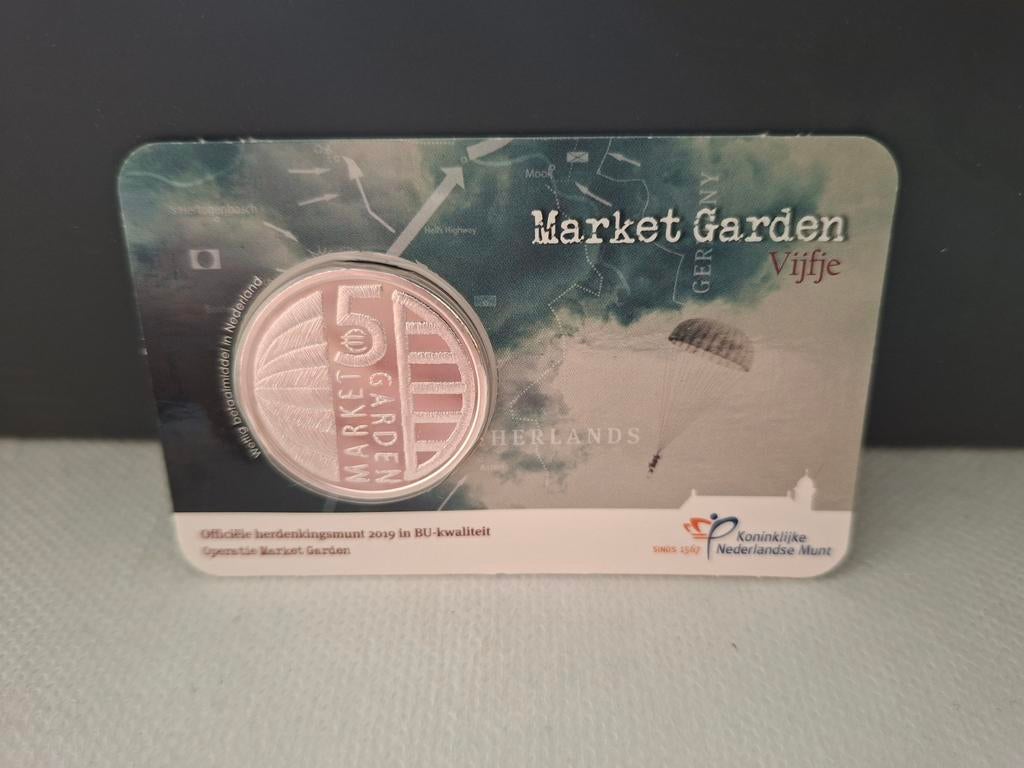 Mook
'sHertogenbosch
Hell's Highway
GERMANY
Market Garden
Vijfje
Wettig betaalmiddel in Nederland
MARKET
GARDEN
5
€
HERLANDS
Officiële herdenkingsmunt 2019 in BU-kwaliteit
Operatie Market Garden
SINDS 1567
Koninklijke
Nederlandse Munt